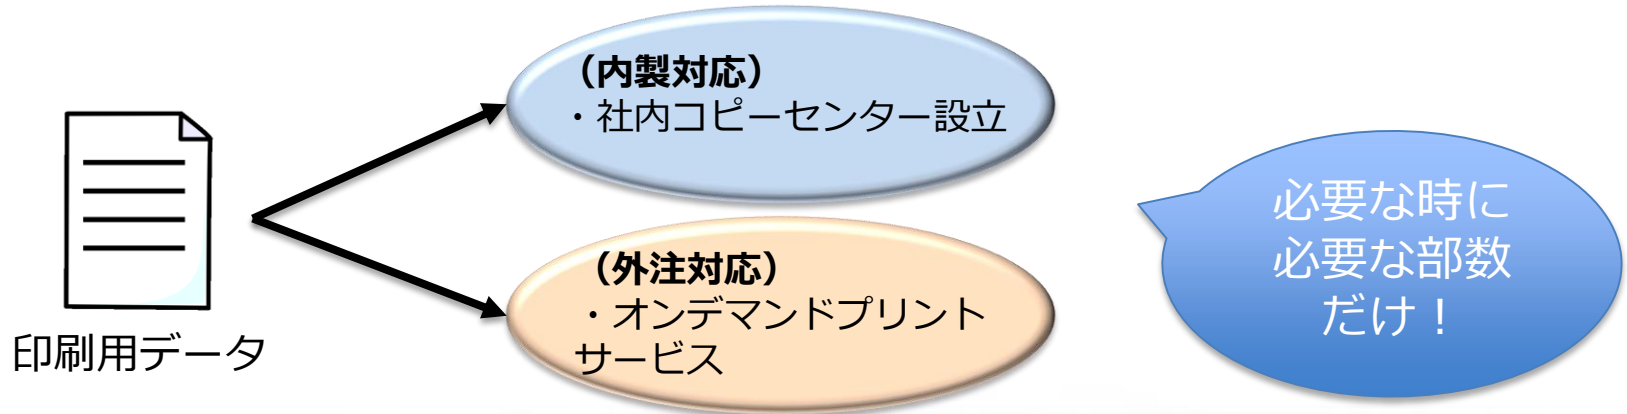 印刷用データ
（内製対応）
・社内コピーセンター設立
（外注対応）
・オンデマンドプリント
サービス
必要な時に
必要な部数
だけ！